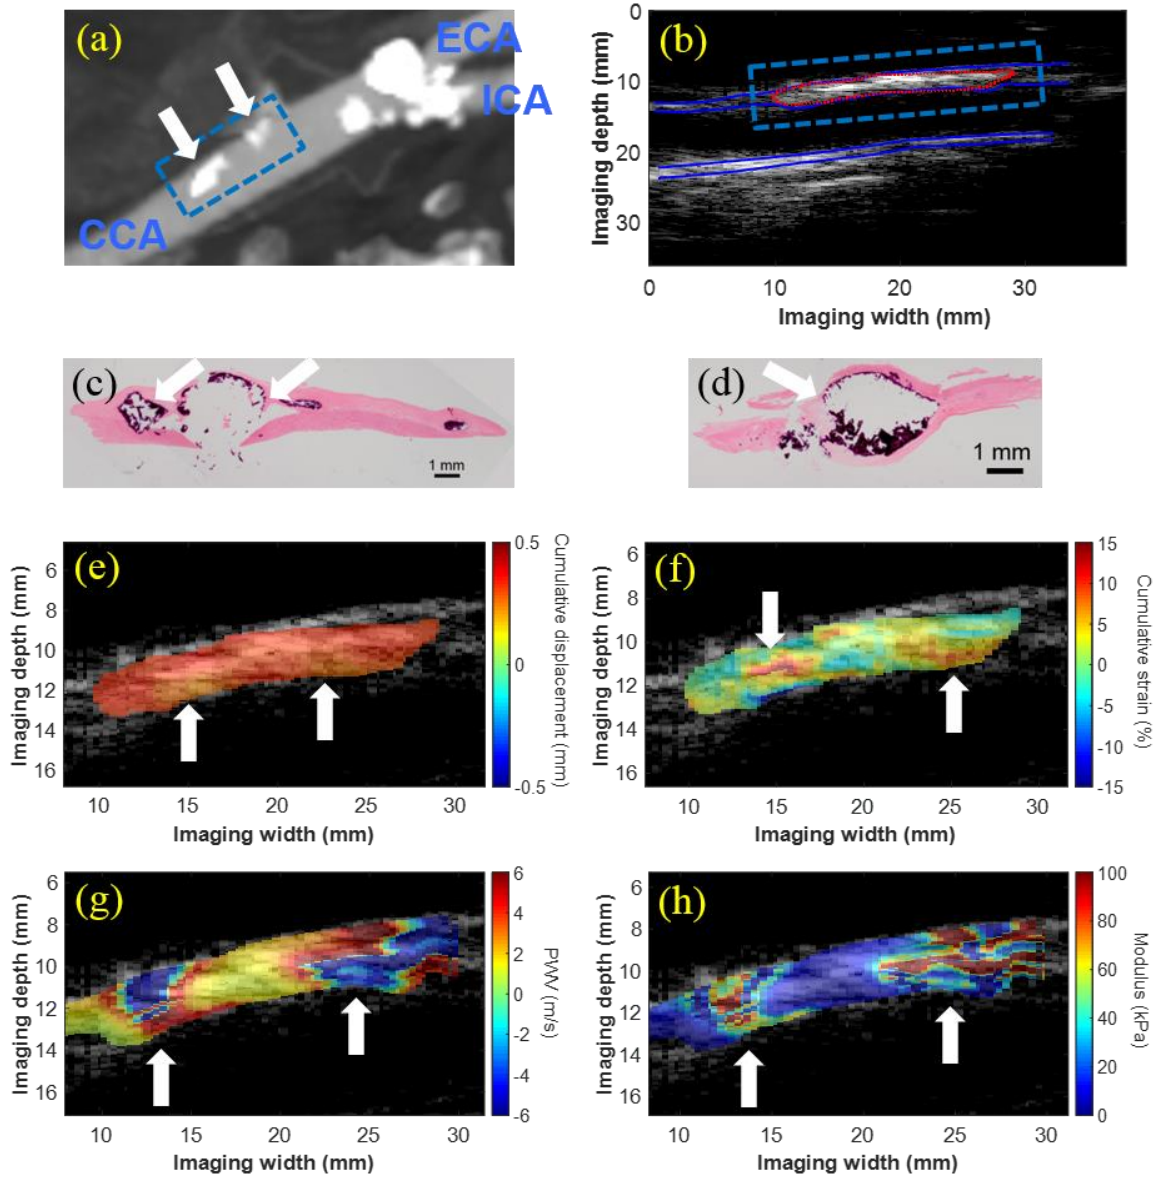 (a)
ECA
ICA
CCA
(b)
0
10
20
30
Imaging depth (mm)
0
10
20
30
Imaging width (mm)
(c)
1 mm
(d)
1 mm
(e)
6
8
10
12
14
16
Imaging depth (mm)
10
15
20
25
30
Imaging width (mm)
0.5
0
-0.5
Cumulative displacement (mm)
(f)
6
8
10
12
14
16
Imaging depth (mm)
10
15
20
25
30
Imaging width (mm)
15
10
5
0
-5
-10
-15
Cumulative strain (%)
(g)
6
8
10
12
14
16
Imaging depth (mm)
10
15
20
25
30
Imaging width (mm)
6
4
2
0
-2
-4
-6
PWV (m/s)
(h)
6
8
10
12
14
16
Imaging depth (mm)
10
15
20
25
30
Imaging width (mm)
100
80
60
40
20
0
Modulus (kPa)